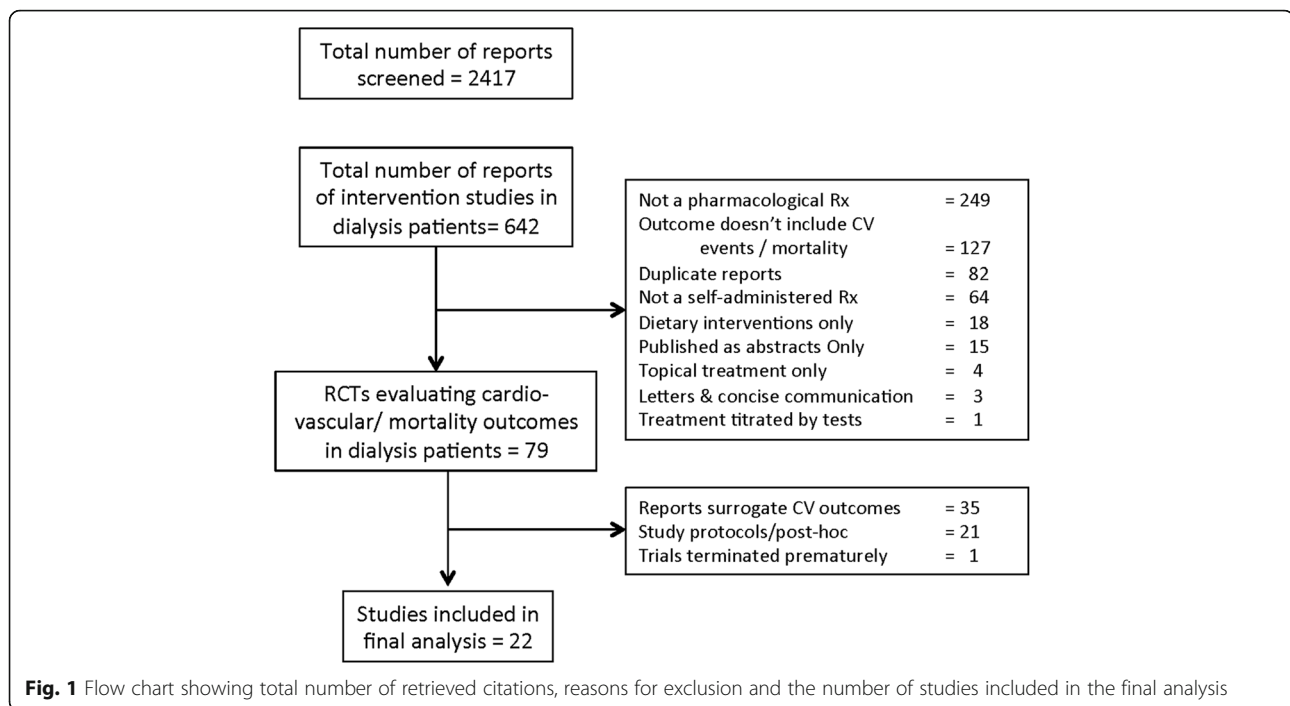 Total number of reports
screened = 2417
Total number of reports
of intervention studies in
dialysis patients= 642
Not a pharmacological Rx = 249
Outcome doesn't include CV
events / mortality = 127
Duplicate reports = 82
Not a self-administered Rx = 64
Dietary interventions only = 18
Published as abstracts Only = 15
Topical treatment only = 4
Letters & concise communication = 3
Treatment titrated by tests = 1
RCTs evaluating cardio-
vascular/ mortality outcomes
in dialysis patients = 79
Reports surrogate CV outcomes = 35
Study protocols/post-hoc = 21
Trials terminated prematurely = 1
Studies included in
final analysis = 22
Fig. 1 Flow chart showing total number of retrieved citations, reasons for exclusion and the number of studies included in the final analysis